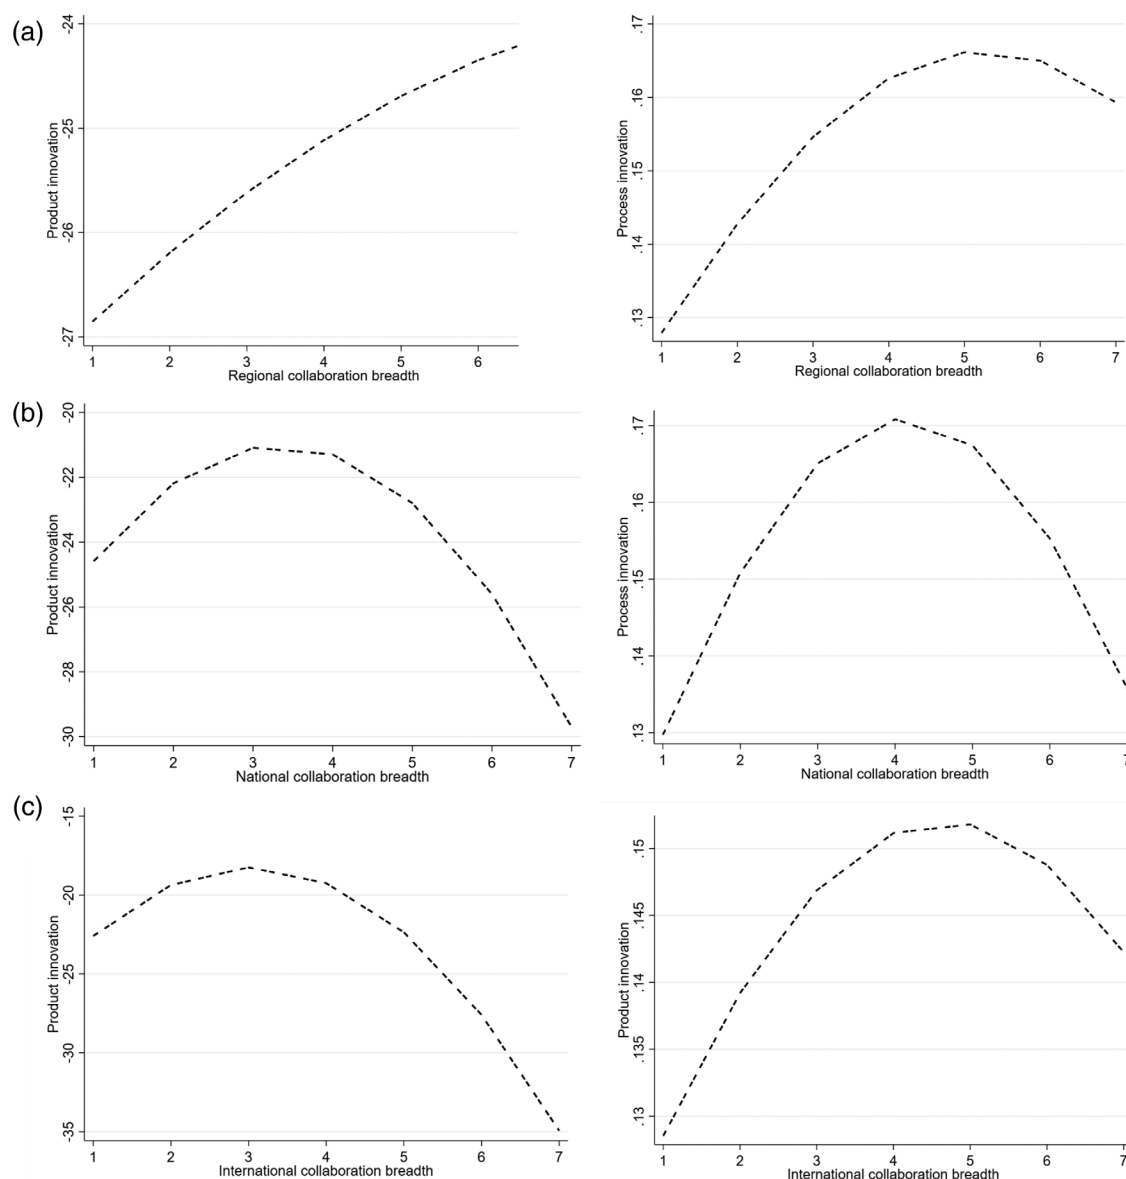 (a)
Product innovation
-24
-25
-26
-27
1 2 3 4 5 6
Regional collaboration breadth
Process innovation
.17
.16
.15
.14
.13
1 2 3 4 5 6 7
Regional collaboration breadth
(b)
Product innovation
-20
-22
-24
-26
-28
-30
1 2 3 4 5 6 7
National collaboration breadth
Process innovation
.17
.16
.15
.14
.13
1 2 3 4 5 6 7
National collaboration breadth
(c)
Product innovation
-15
-20
-25
-30
-35
1 2 3 4 5 6 7
International collaboration breadth
Product innovation
.15
.145
.14
.135
.13
1 2 3 4 5 6 7
International collaboration breadth